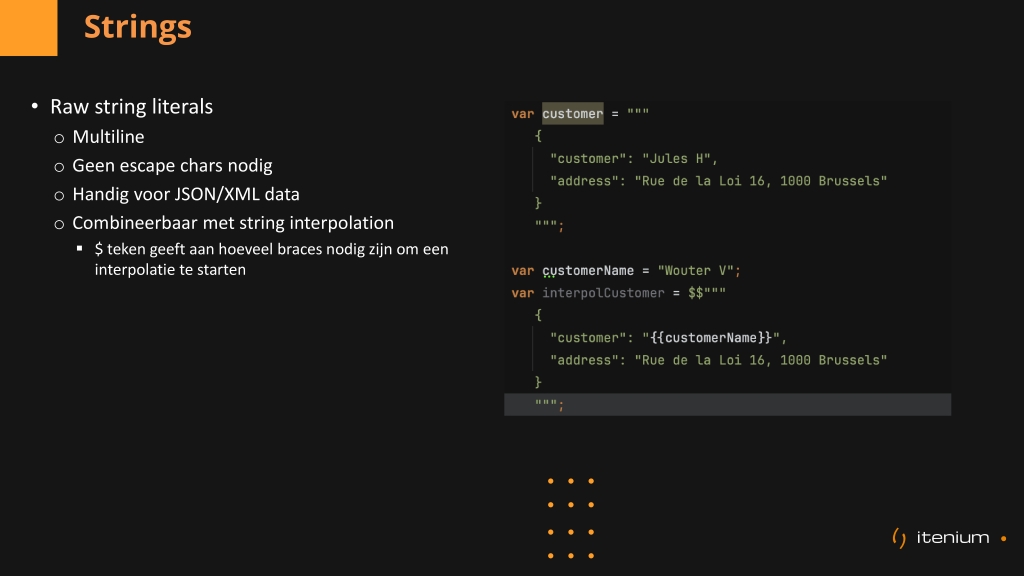 Strings
• Raw string literals
o Multiline
o Geen escape chars nodig
o Handig voor JSON/XML data
o Combineerbaar met string interpolation
▪ $ teken geeft aan hoeveel braces nodig zijn om een
interpolatie te starten
var customer = """
{
"customer": "Jules H",
"address": "Rue de la Loi 16, 1000 Brussels"
}
""";
var customerName = "Wouter V";
var interpolCustomer = $$"""
{
"customer": "{{customerName}}",
"address": "Rue de la Loi 16, 1000 Brussels"
}
""";
itenium